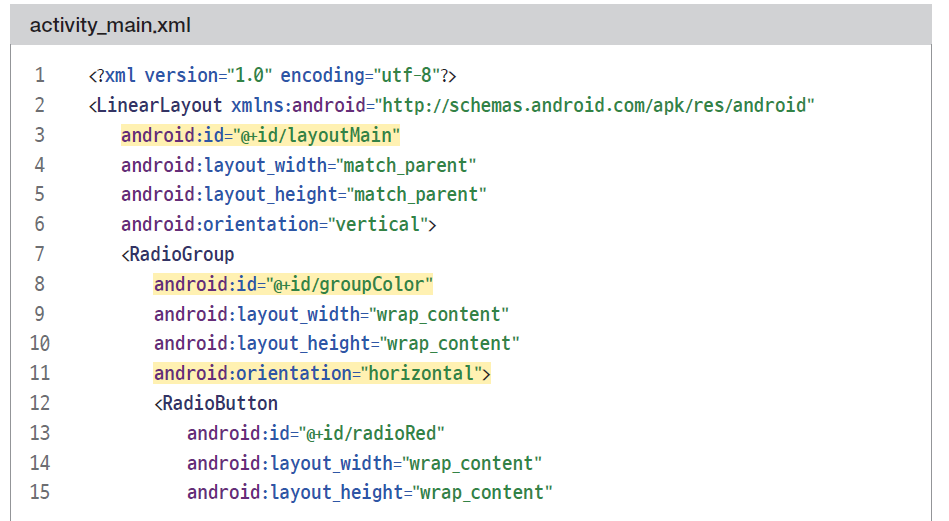 activity_main.xml
1 <?xml version="1.0" encoding="utf-8"?>
2 <LinearLayout xmlns:android="http://schemas.android.com/apk/res/android"
3 android:id="@+id/layoutMain"
4 android:layout_width="match_parent"
5 android:layout_height="match_parent"
6 android:orientation="vertical">
7 <RadioGroup
8 android:id="@+id/groupColor"
9 android:layout_width="wrap_content"
10 android:layout_height="wrap_content"
11 android:orientation="horizontal">
12 <RadioButton
13 android:id="@+id/radioRed"
14 android:layout_width="wrap_content"
15 android:layout_height="wrap_content"